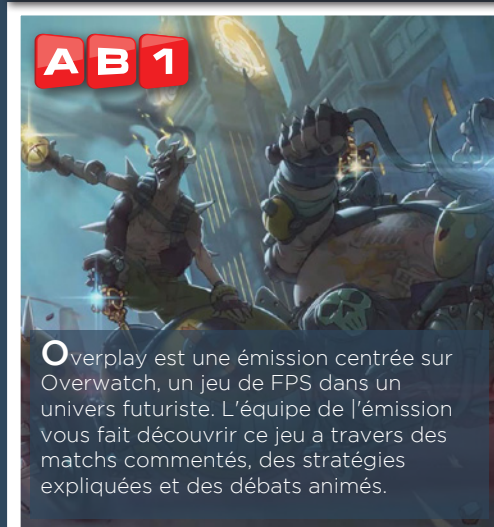 AB1
Overplay est une émission centrée sur
Overwatch, un jeu de FPS dans un
univers futuriste. L'équipe de |'émission
vous fait découvrir ce jeu a travers des
matchs commentés, des stratégies
expliquées et des débats animés.